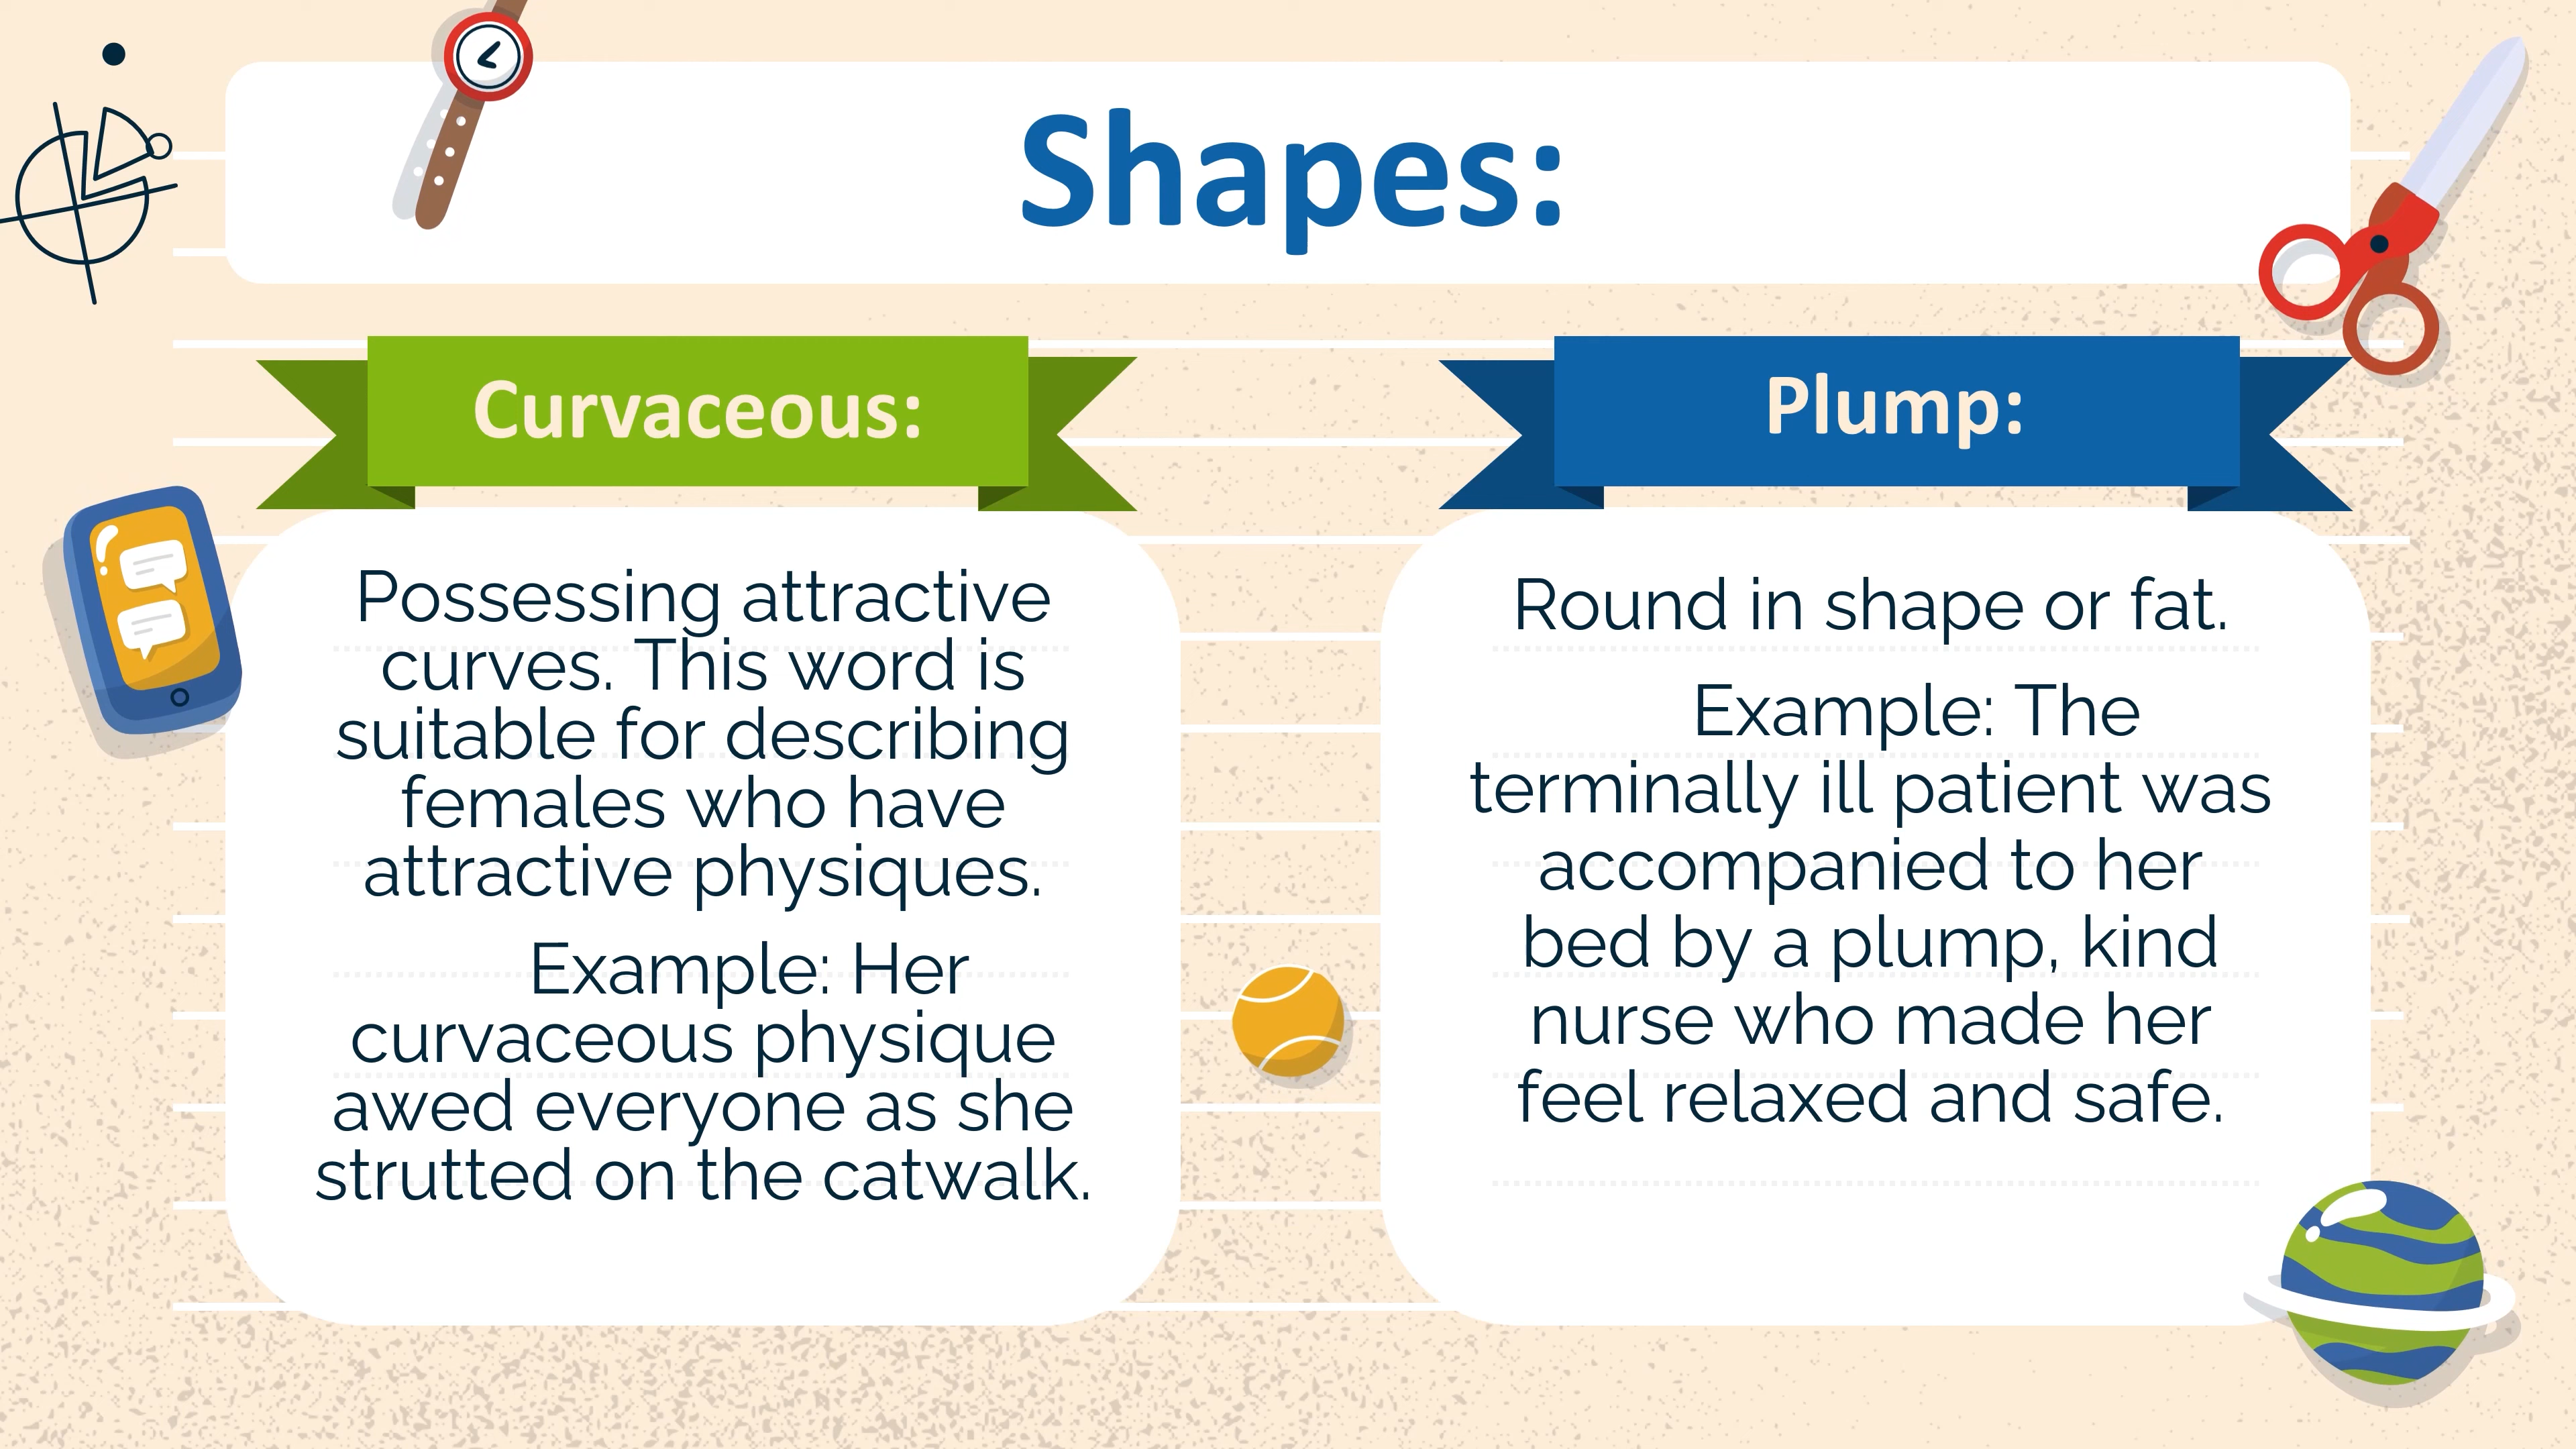 Shapes:
Curvaceous:
Possessing attractive
curves. This word is
suitable for describing
females who have
attractive physiques.
Example: Her
curvaceous physique
awed everyone as she
strutted on the catwalk.
Plump:
Round in shape or fat.
Example: The
terminally ill patient was
accompanied to her
bed by a plump, kind
nurse who made her
feel relaxed and safe.